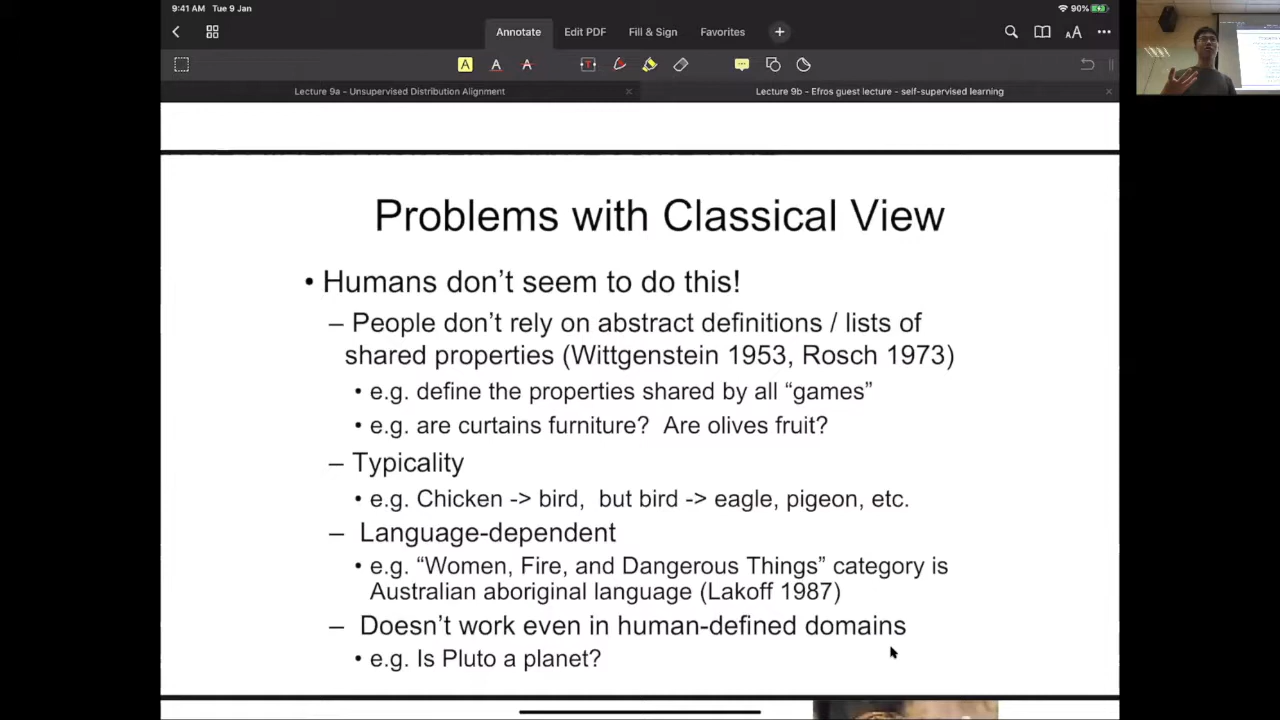 9:41 AM Tue 9 Jan
90%
Annotate Edit PDF Fill & Sign Favorites
AA
A A A T
Lecture 9a - Unsupervised Distribution Alignment
Lecture 9b - Efros guest lecture - self-supervised learning
Problems with Classical View
• Humans don't seem to do this!
– People don't rely on abstract definitions / lists of
shared properties (Wittgenstein 1953, Rosch 1973)
• e.g. define the properties shared by all “games”
• e.g. are curtains furniture? Are olives fruit?
– Typicality
• e.g. Chicken -> bird, but bird -> eagle, pigeon, etc.
– Language-dependent
• e.g. “Women, Fire, and Dangerous Things” category is
Australian aboriginal language (Lakoff 1987)
– Doesn't work even in human-defined domains
• e.g. Is Pluto a planet?